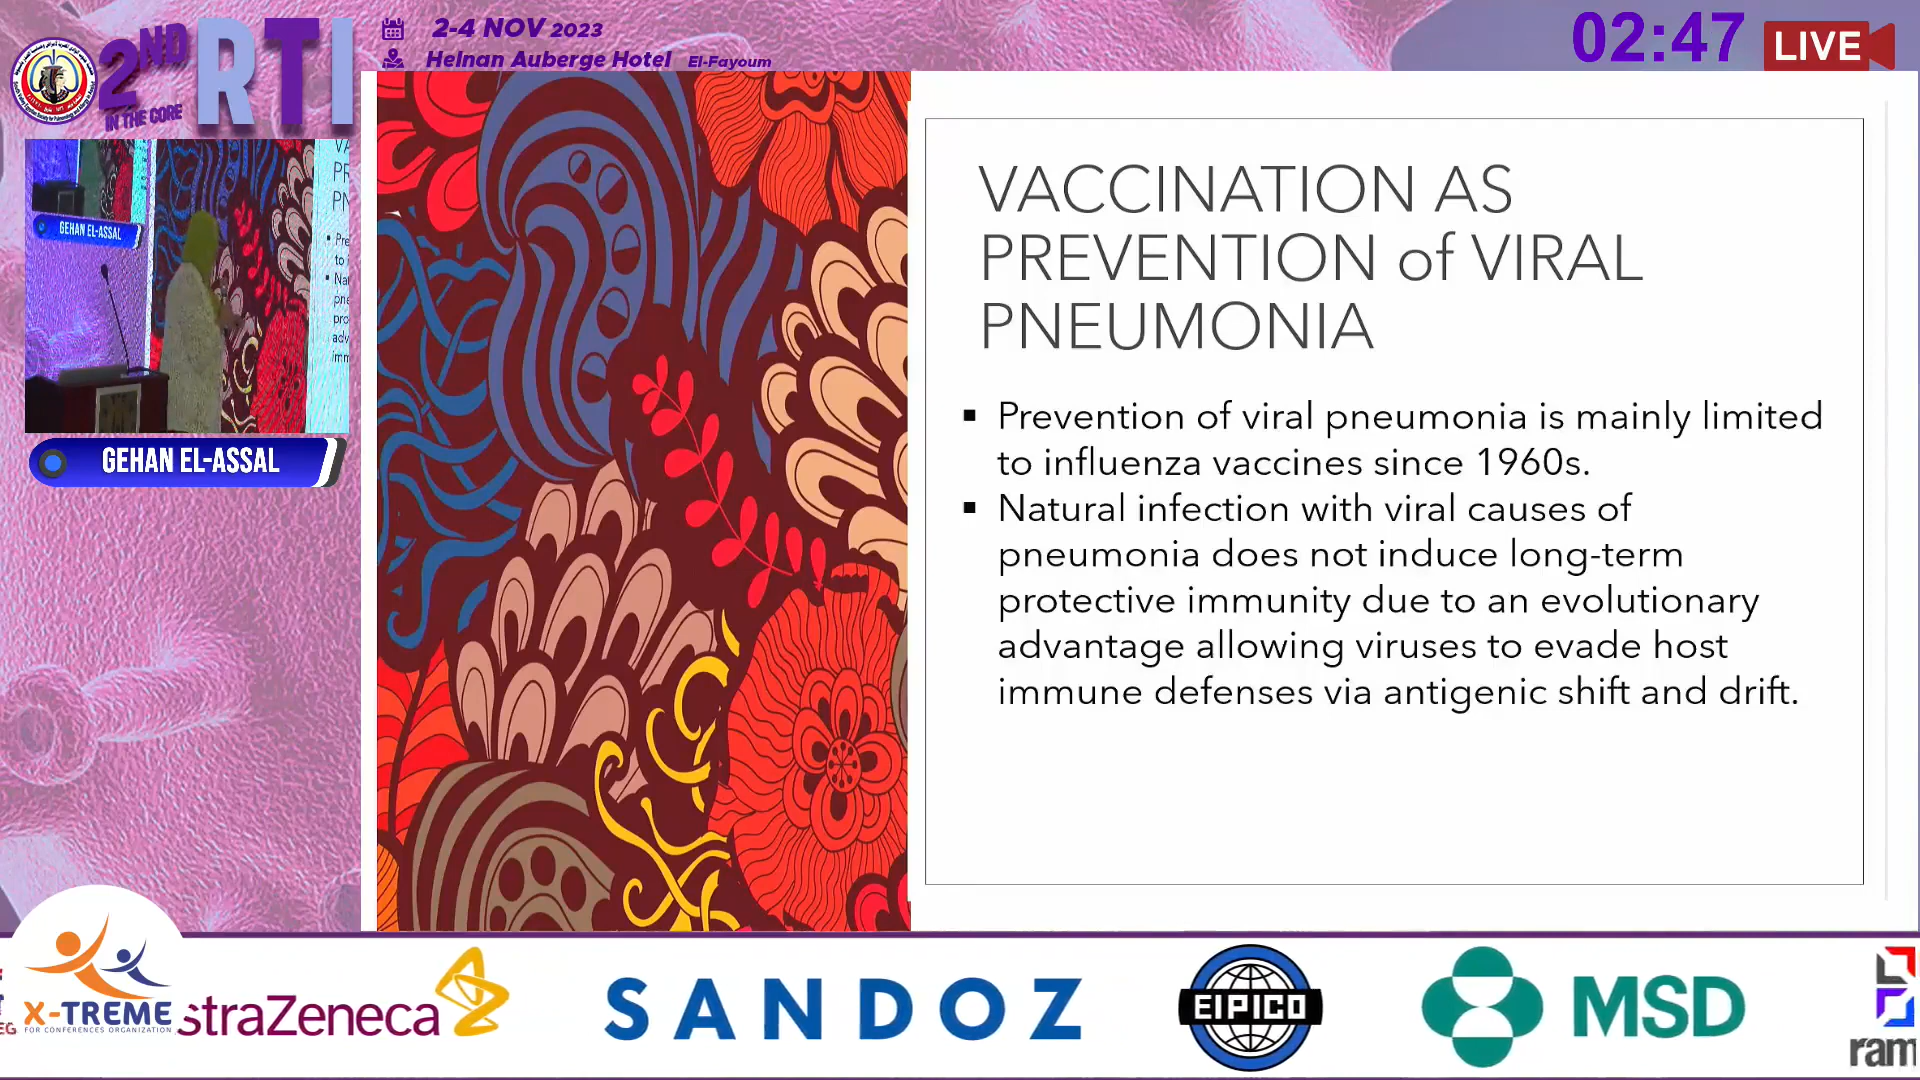 2ND
IN THE CORE
RTI
2-4 NOV 2023
Helnan Auberge Hotel El-Fayoum
02:47
LIVE
GEHAN EL-ASSAL
GEHAN EL-ASSAL
VACCINATION AS
PREVENTION of VIRAL
PNEUMONIA
▪ Prevention of viral pneumonia is mainly limited
to influenza vaccines since 1960s.
▪ Natural infection with viral causes of
pneumonia does not induce long-term
protective immunity due to an evolutionary
advantage allowing viruses to evade host
immune defenses via antigenic shift and drift.
X-TREME
FOR CONFERENCES ORGANIZATION
straZeneca
SANDOZ
EIPICO
MSD
ram